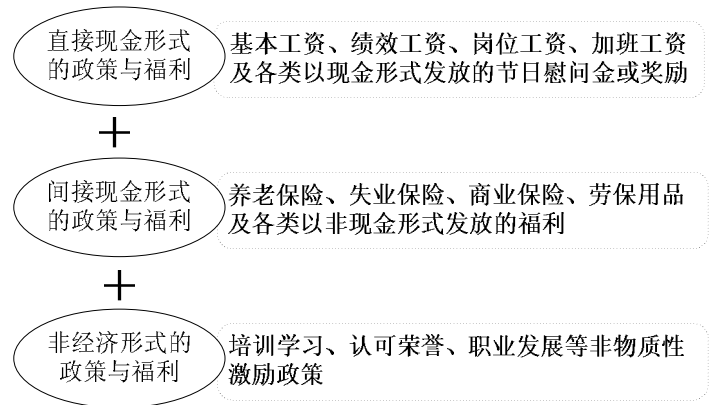 直接现金形式
的政策与福利
基本工资、绩效工资、岗位工资、加班工资
及各类以现金形式发放的节日慰问金或奖励
+
间接现金形式
的政策与福利
养老保险、失业保险、商业保险、劳保用品
及各类以非现金形式发放的福利
+
非经济形式的
政策与福利
培训学习、认可荣誉、职业发展等非物质性
激励政策